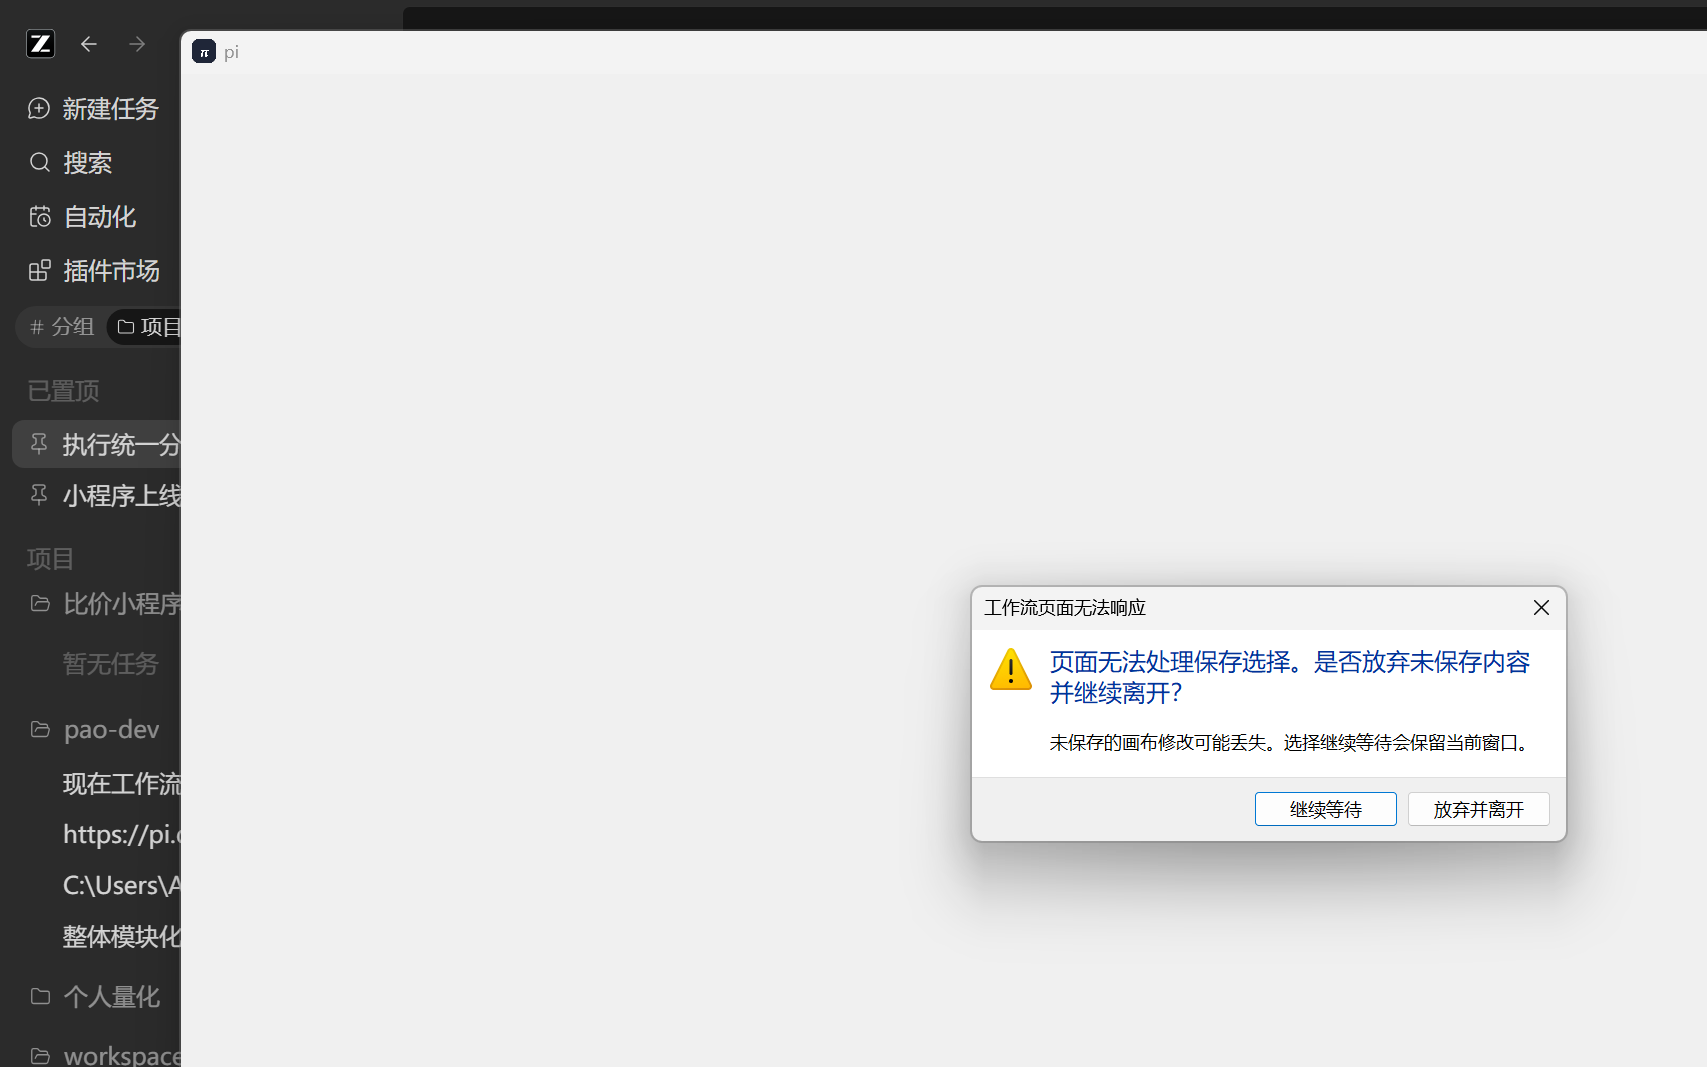 pi
新建任务
搜索
自动化
插件市场
# 分组
项目
已置顶
执行统一分
小程序上线
项目
比价小程序
暂无任务
pao-dev
现在工作流
https://pi.
C:\Users\A
整体模块化
个人量化
workspace
工作流页面无法响应
页面无法处理保存选择。是否放弃未保存内容
并继续离开?
未保存的画布修改可能丢失。选择继续等待会保留当前窗口。
继续等待
放弃并离开